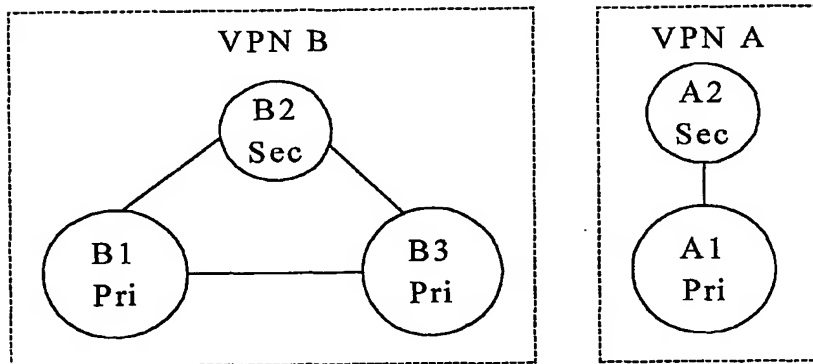 VPN B
B2
Sec
B1
Pri
B3
Pri
VPN A
A2
Sec
A1
Pri